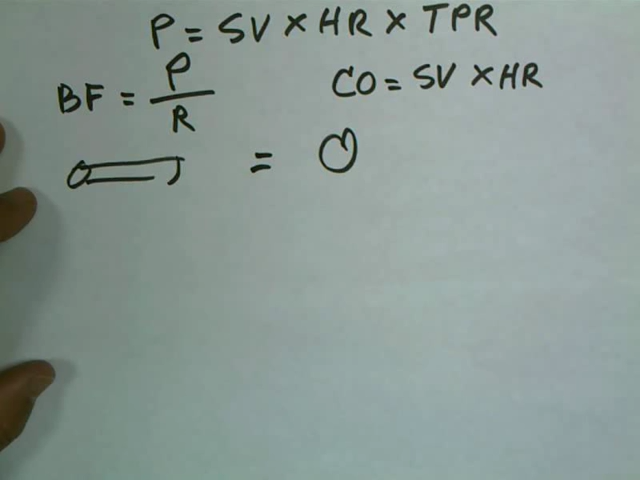 P = SV × HR × TPR
BF = P/R
CO = SV × HR
=